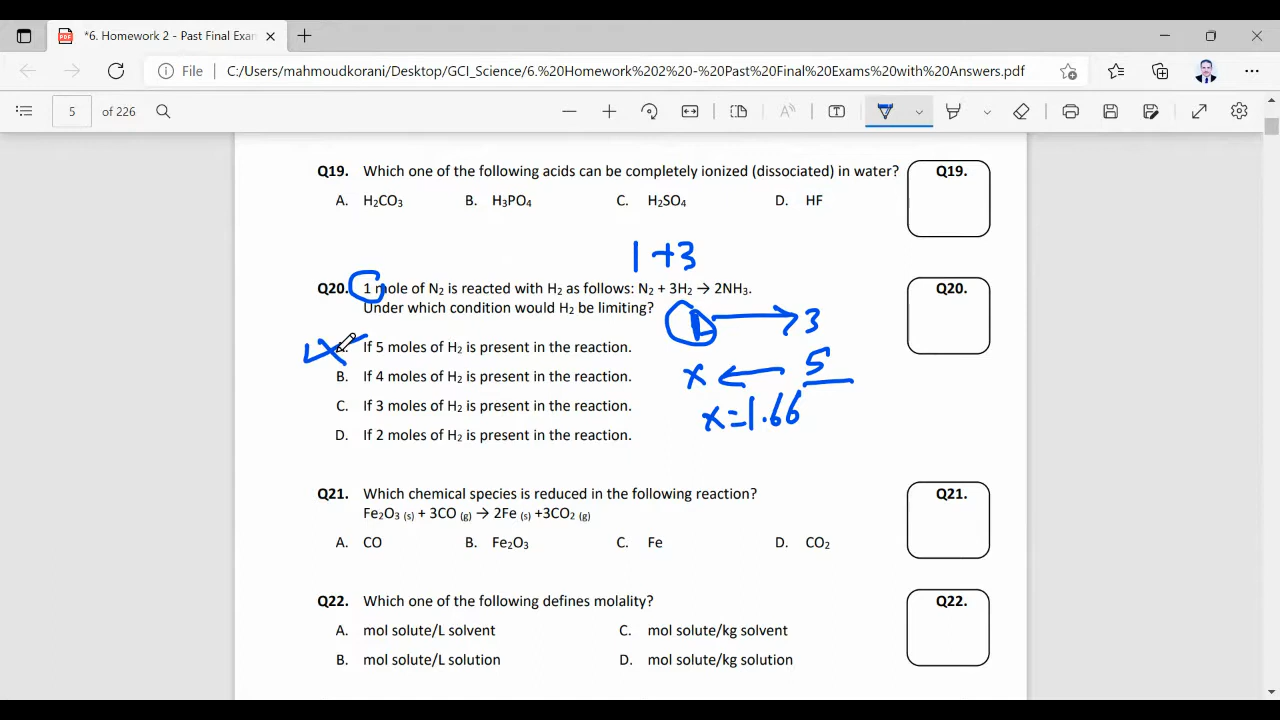 *6. Homework 2 - Past Final Exa
File
C:/Users/mahmoudkorani/Desktop/GCI_Science/6.%20Homework%202%20-%20Past%20Final%20Exams%20with%20Answers.pdf
5 of 226
Q19. Which one of the following acids can be completely ionized (dissociated) in water? Q19.
A. H₂CO₃ B. H₃PO₄ C. H₂SO₄ D. HF
1 + 3
Q20. 1 mole of N₂ is reacted with H₂ as follows: N₂ + 3H₂ → 2NH₃. Q20.
Under which condition would H₂ be limiting?
1 → 3
If 5 moles of H₂ is present in the reaction.
x ← 5
B. If 4 moles of H₂ is present in the reaction.
x = 1.66
C. If 3 moles of H₂ is present in the reaction.
D. If 2 moles of H₂ is present in the reaction.
Q21. Which chemical species is reduced in the following reaction? Q21.
Fe₂O₃ (s) + 3CO (g) → 2Fe (s) +3CO₂ (g)
A. CO B. Fe₂O₃ C. Fe D. CO₂
Q22. Which one of the following defines molality? Q22.
A. mol solute/L solvent C. mol solute/kg solvent
B. mol solute/L solution D. mol solute/kg solution